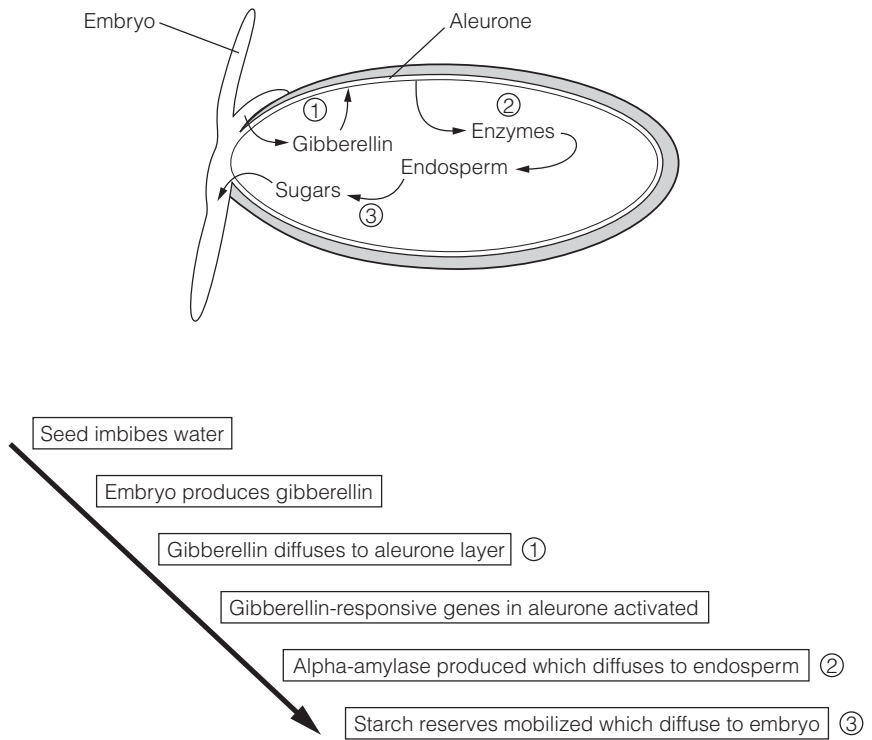 Embryo
Aleurone
①
②
Gibberellin
Enzymes
Endosperm
Sugars
③
Seed imbibes water
Embryo produces gibberellin
Gibberellin diffuses to aleurone layer ①
Gibberellin-responsive genes in aleurone activated
Alpha-amylase produced which diffuses to endosperm ②
Starch reserves mobilized which diffuse to embryo ③